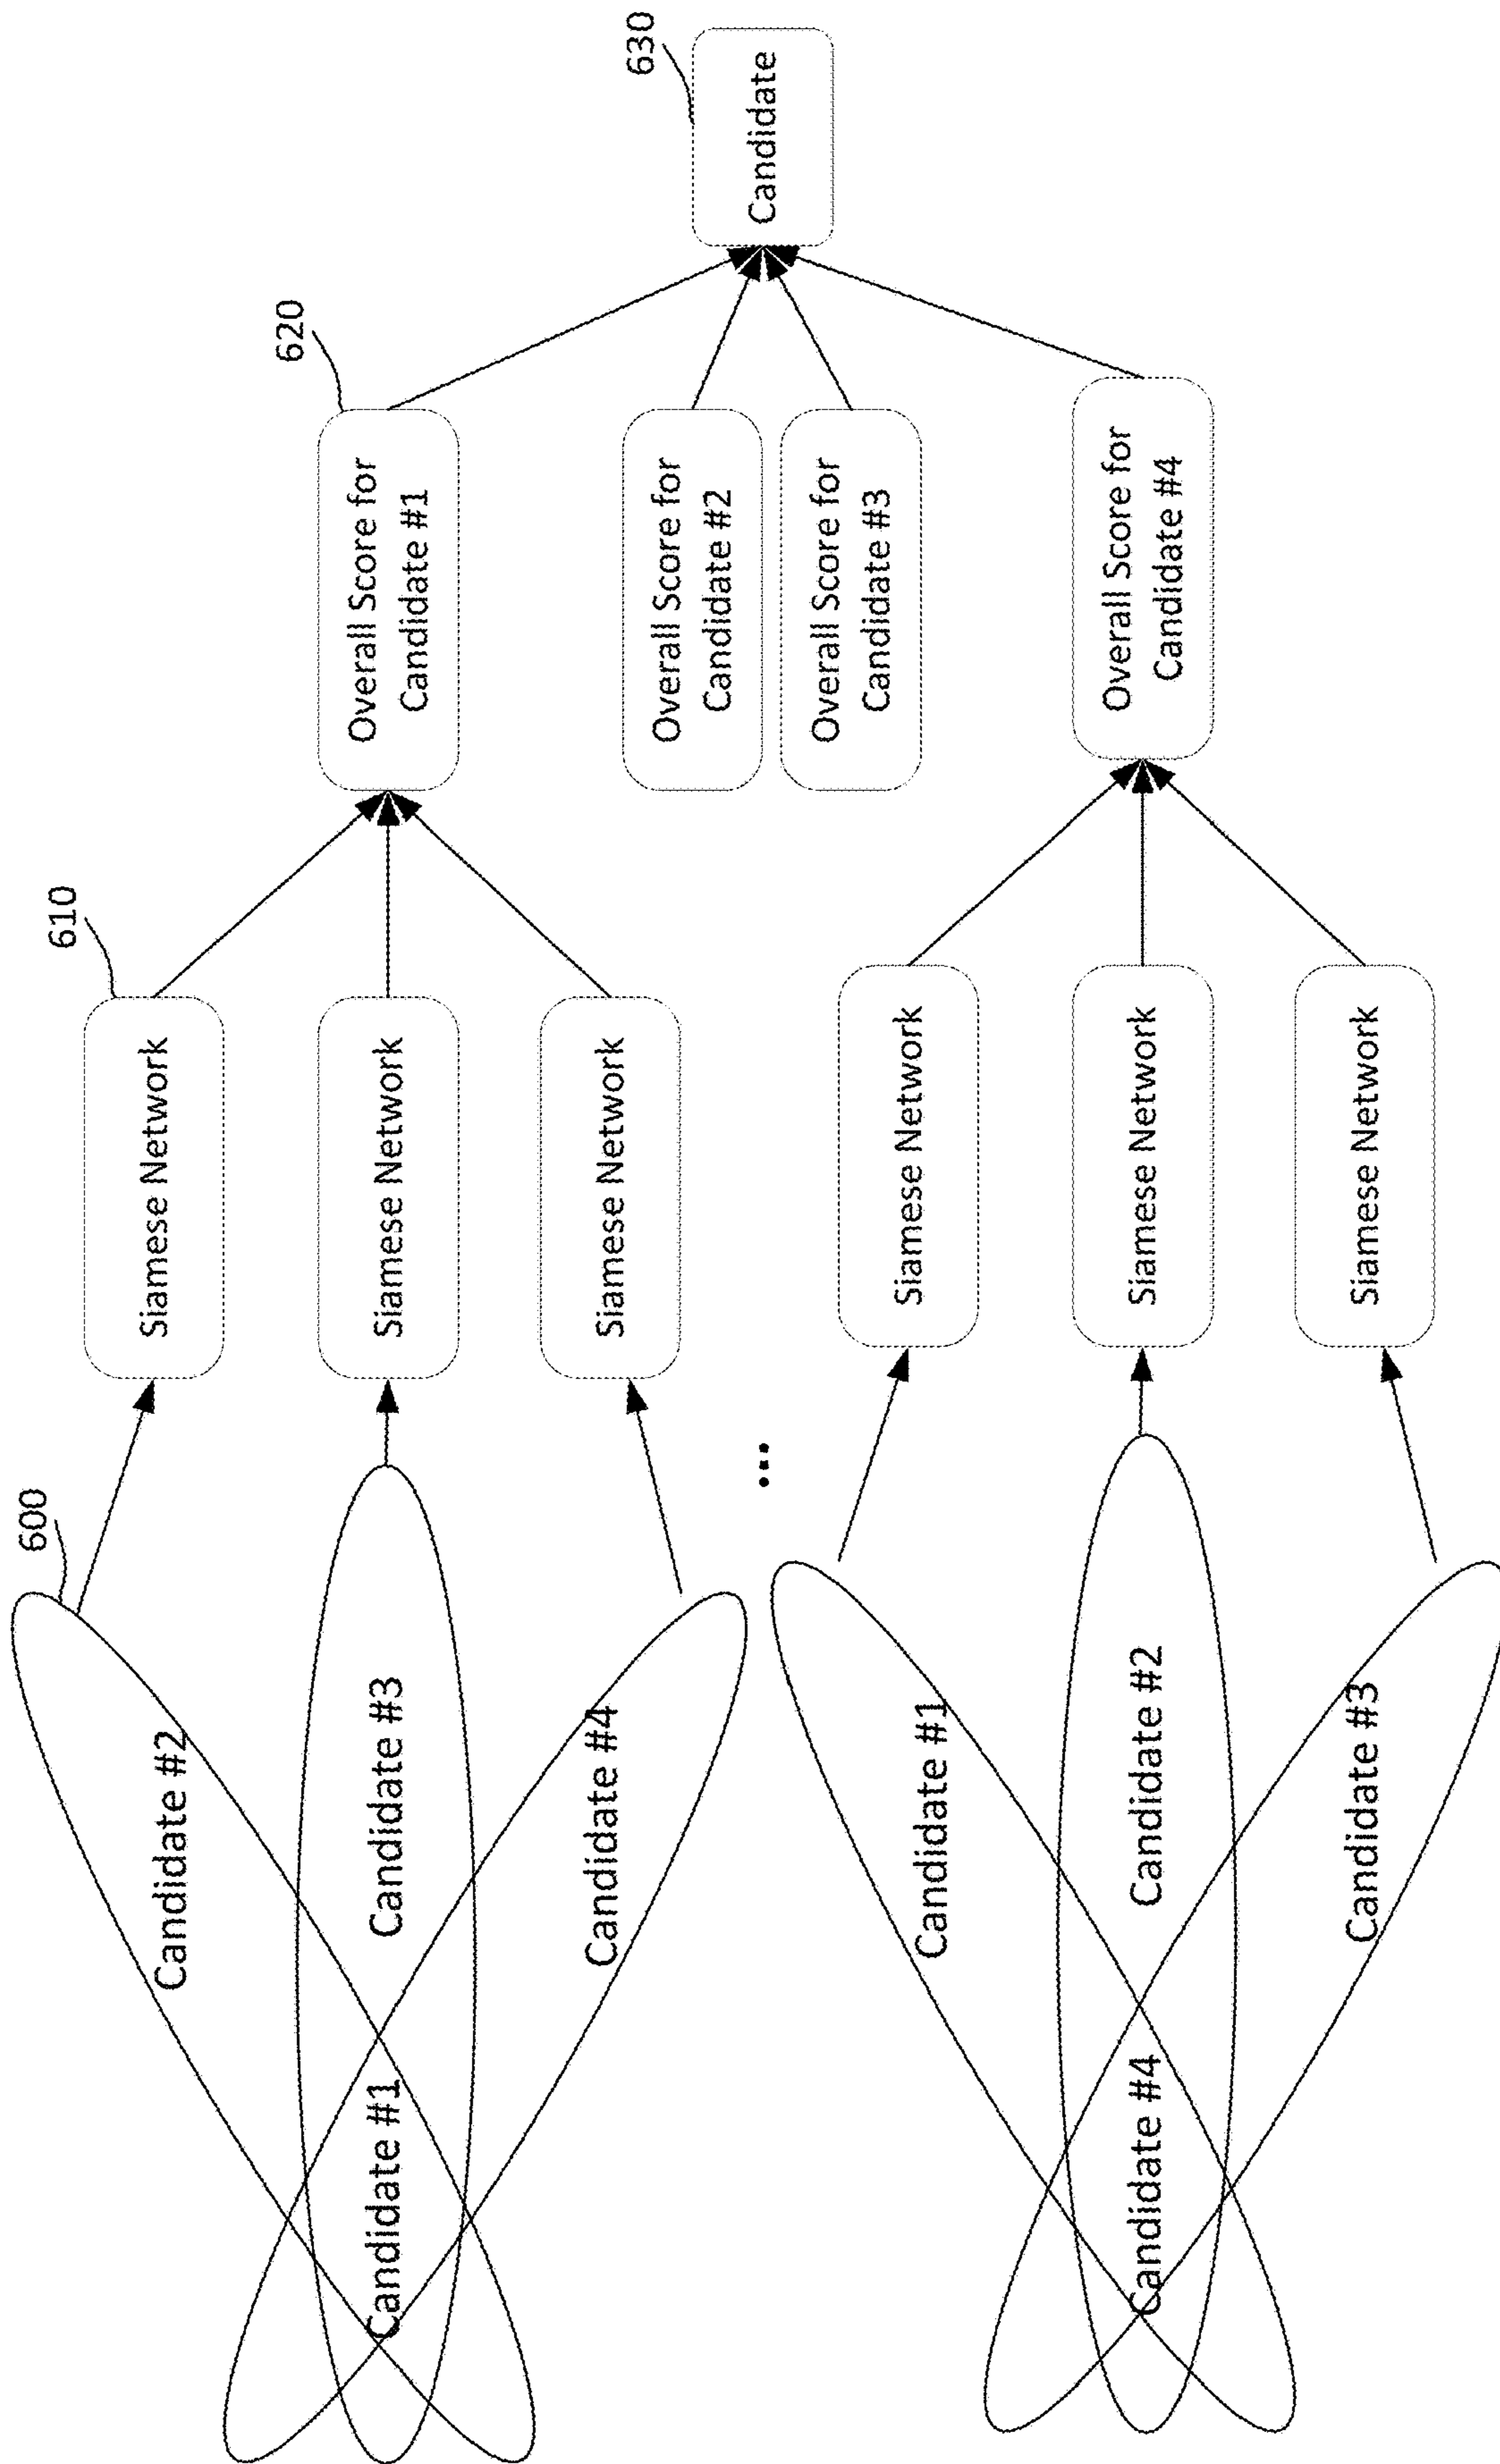 600
Candidate #2
Candidate #1
Candidate #3
Candidate #4
610
Siamese Network
Siamese Network
Siamese Network
620
Overall Score for
Candidate #1
Overall Score for
Candidate #2
Overall Score for
Candidate #3
630
Candidate
...
Candidate #1
Candidate #4
Candidate #2
Candidate #3
Siamese Network
Siamese Network
Siamese Network
Overall Score for
Candidate #4